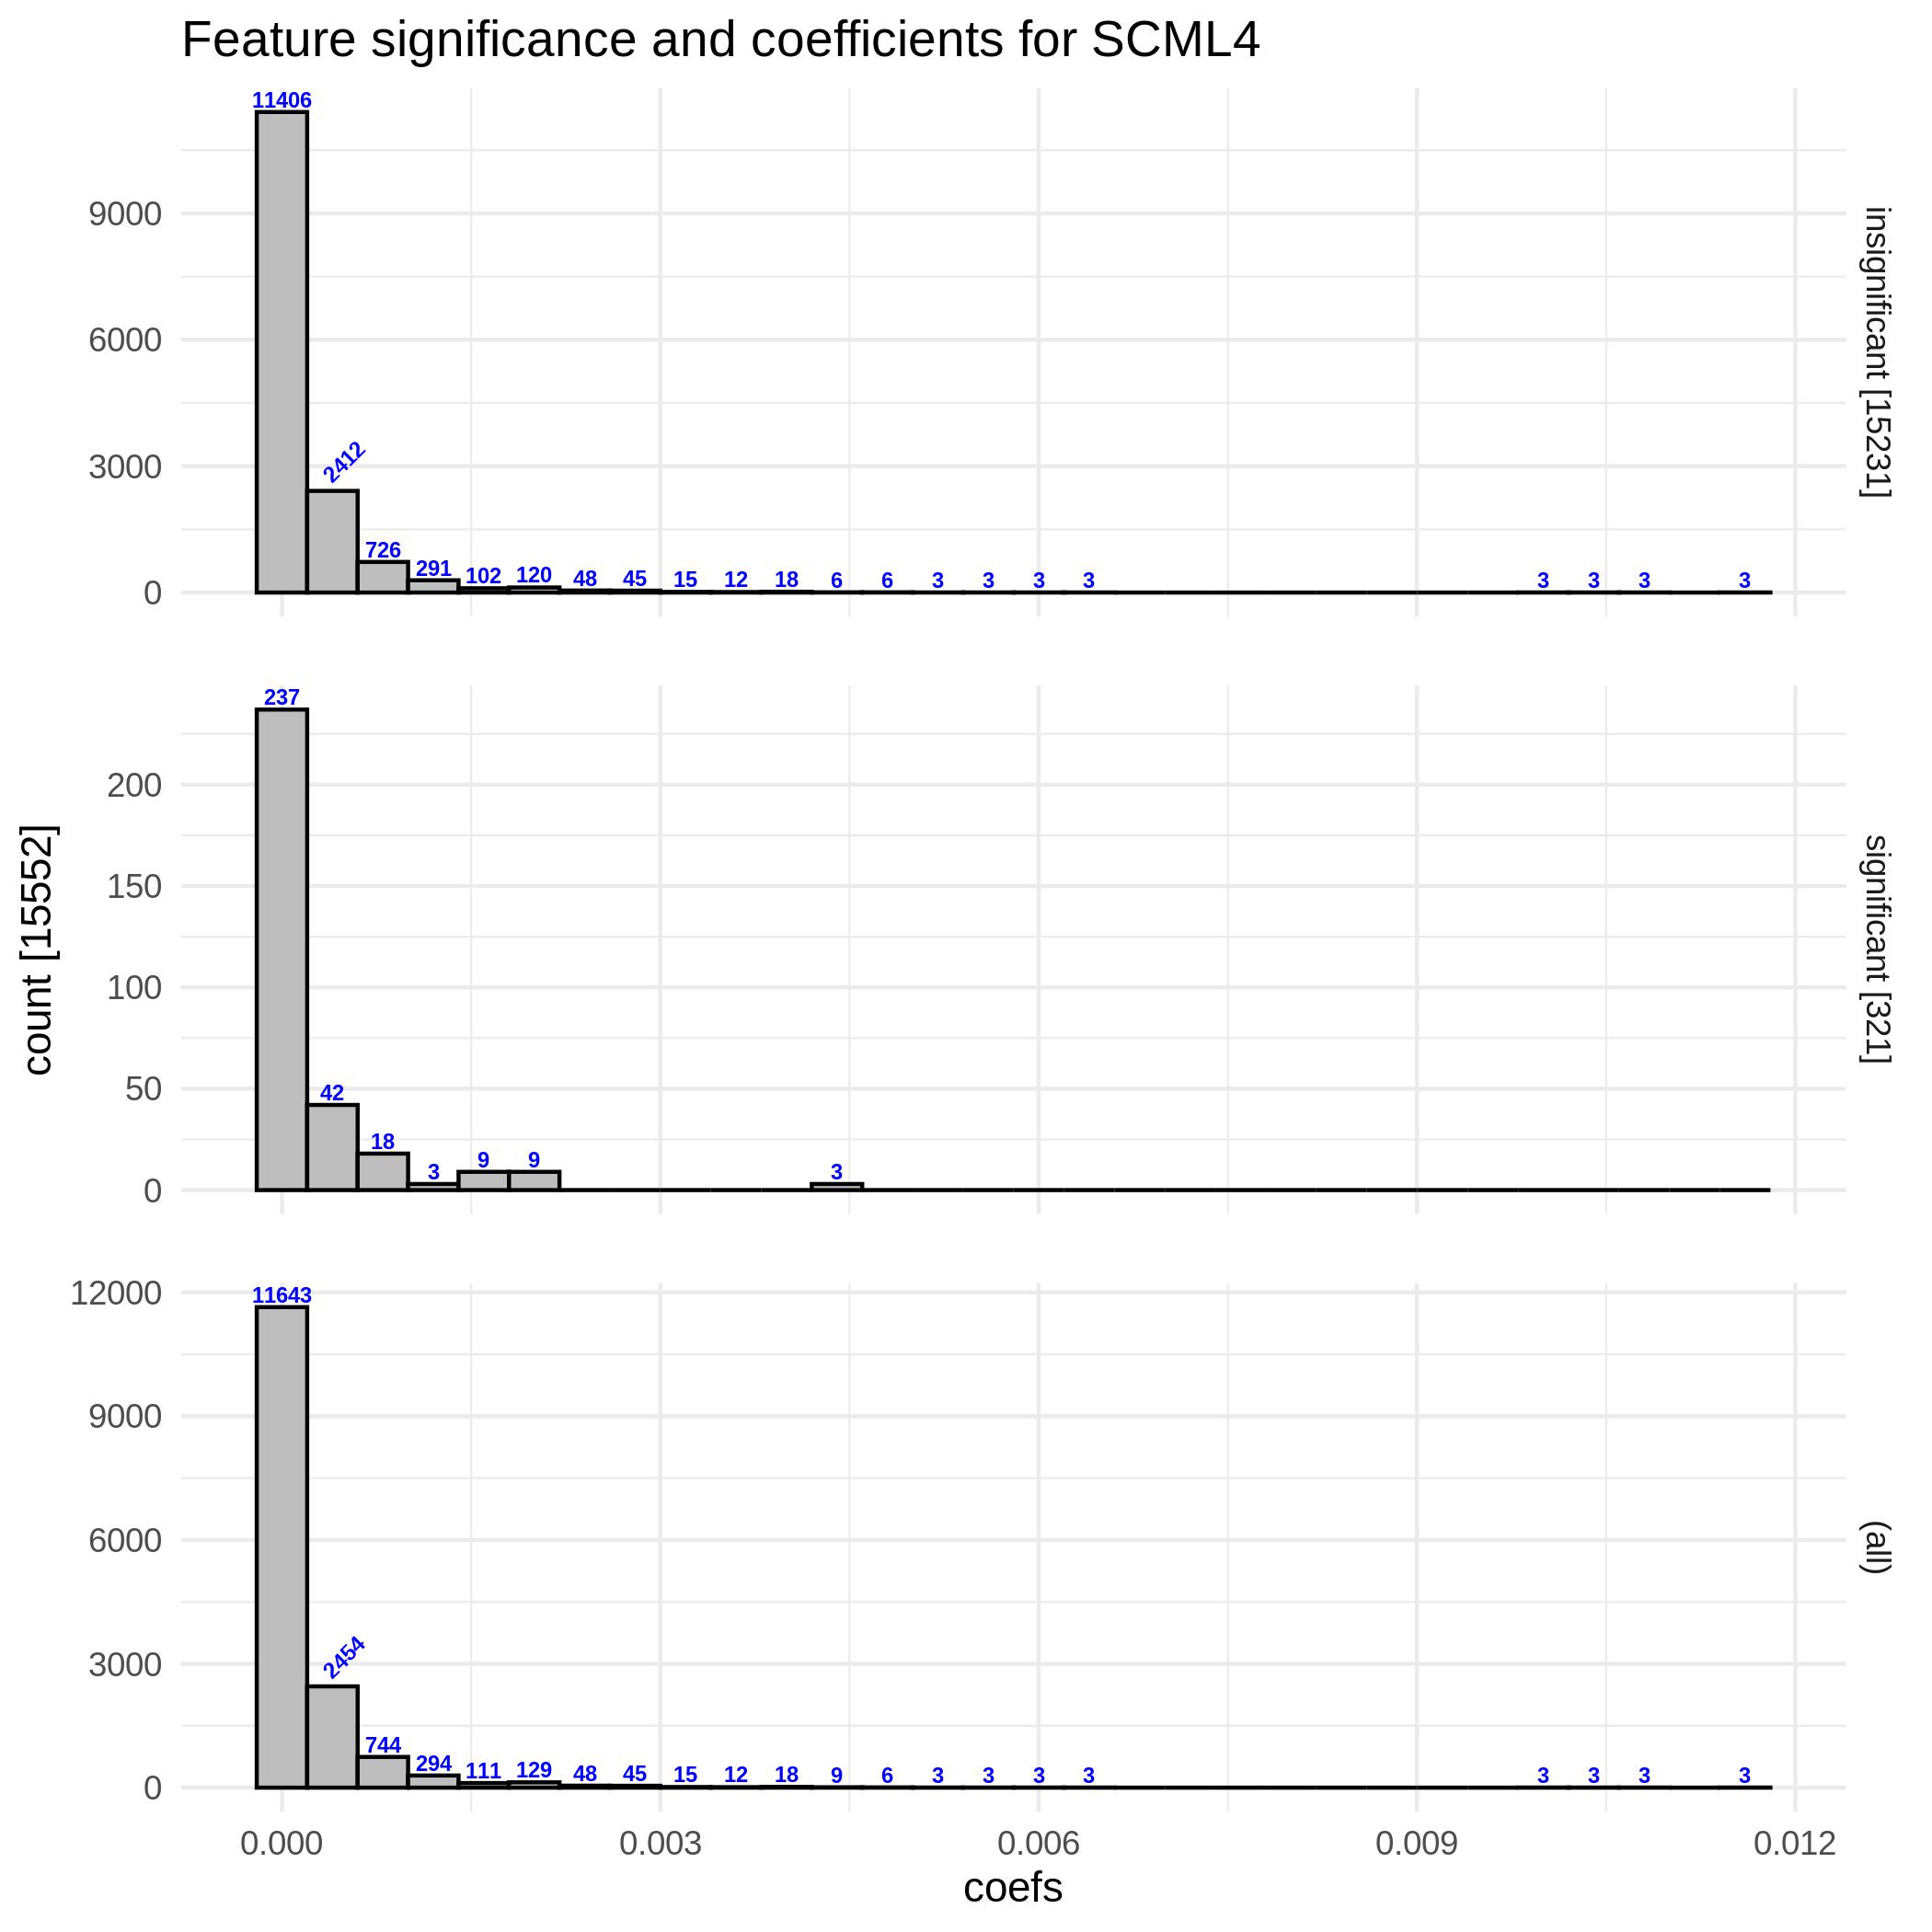 Feature significance and coefficients for SCML4
count [15552]
11406
2412
726 291 102 120 48 45 15 12 18 6 6 3 3 3 3 3 3 3 3
9000
6000
3000
0
insignificant [15231]
237
42
18
3 9 9 3
200
150
100
50
0
significant [321]
11643
2454
744 294 111 129 48 45 15 12 18 9 6 3 3 3 3 3 3 3 3
12000
9000
6000
3000
0
(all)
0.000 0.003 0.006 0.009 0.012
coefs